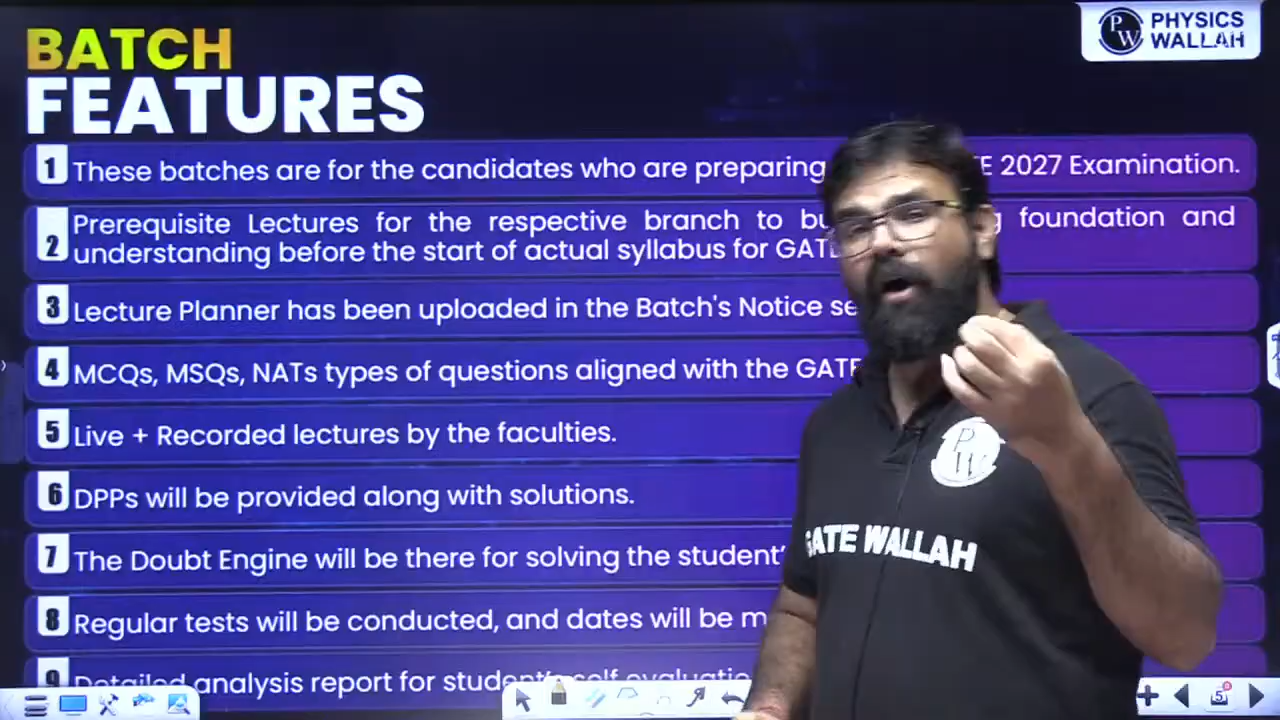 BATCH
FEATURES
PHYSICS
WALLAH
1 These batches are for the candidates who are preparing 2027 Examination.
2 Prerequisite Lectures for the respective branch to foundation and
understanding before the start of actual syllabus for
3 Lecture Planner has been uploaded in the Batch's Notice
4 MCQs, MSQs, NATs types of questions aligned with the GATE
5 Live + Recorded lectures by the faculties.
6 DPPs will be provided along with solutions.
7 The Doubt Engine will be there for solving the
8 Regular tests will be conducted, and dates will be
9 Detailed analysis report for student's self
PW
GATE WALLAH